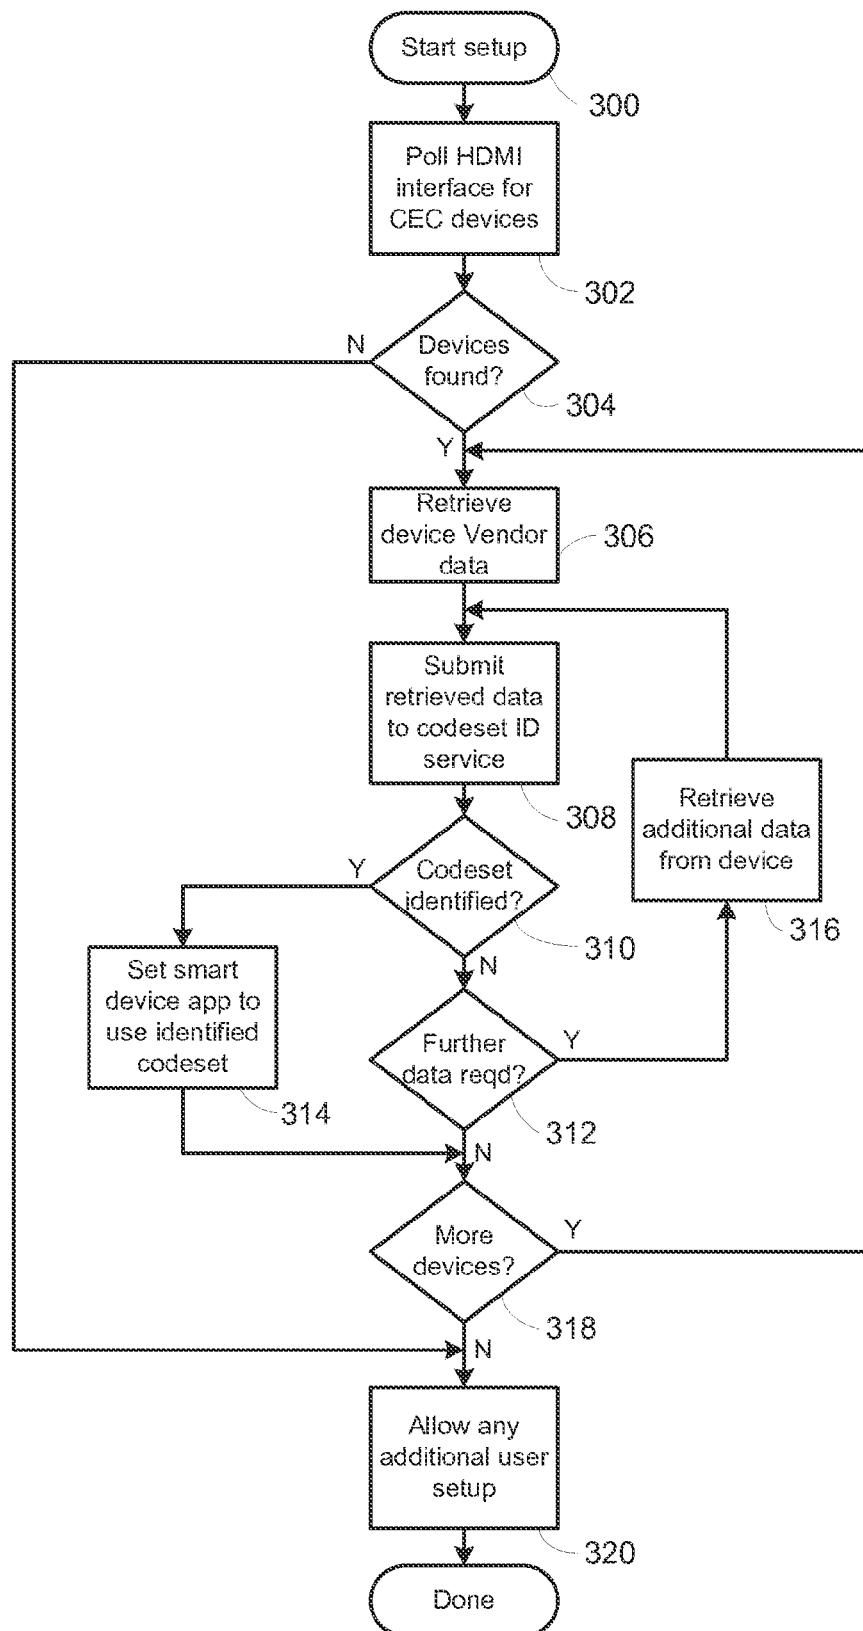 Start setup
300
Poll HDMI
interface for
CEC devices
302
N
Devices
found?
304
Y
Retrieve
device Vendor
data
306
Submit
retrieved data
to codeset ID
service
308
Retrieve
additional data
from device
316
Y
Codeset
identified?
310
N
Set smart
device app to
use identified
codeset
314
Further
data reqd?
Y
312
N
More
devices?
Y
318
N
Allow any
additional user
setup
320
Done